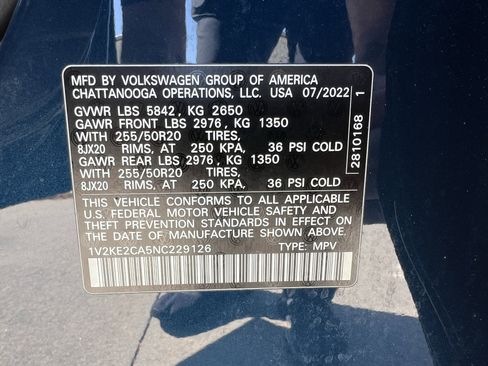 MFD BY VOLKSWAGEN GROUP OF AMERICA
CHATTANOOGA OPERATIONS, LLC. USA 07/2022
GVWR LBS 5842, KG 2650
GAWR FRONT LBS 2976, KG 1350
WITH 255/50R20 TIRES,
8JX20 RIMS, AT 250 KPA, 36 PSI COLD
GAWR REAR LBS 2976, KG 1350
WITH 255/50R20 TIRES,
8JX20 RIMS, AT 250 KPA, 36 PSI COLD
THIS VEHICLE CONFORMS TO ALL APPLICABLE
U.S. FEDERAL MOTOR VEHICLE SAFETY AND
THEFT PREVENTION STANDARDS IN EFFECT ON
THE DATE OF MANUFACTURE SHOWN ABOVE.
1V2KE2CA5NC229126 TYPE: MPV
2810168 1